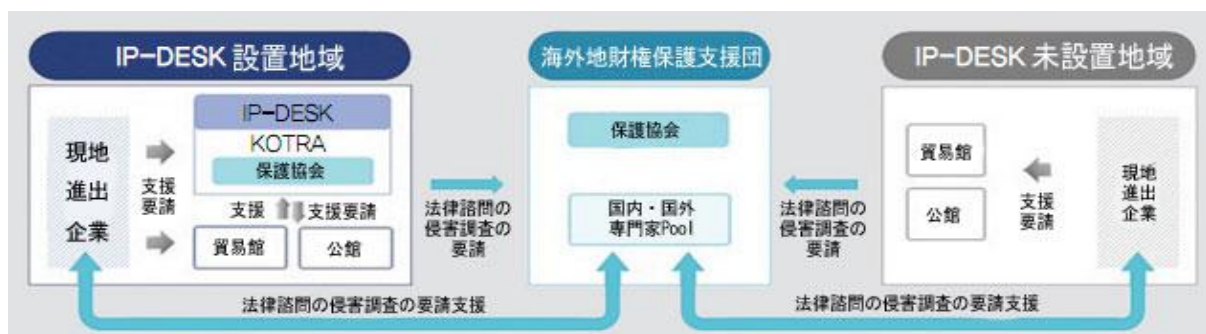 IP-DESK 設置地域
現地
進出
企業
支援
要請
IP-DESK
KOTRA
保護協会
支援
支援要請
貿易館
公館
法律諮問の
侵害調査の
要請
海外地財権保護支援団
保護協会
国内・国外
専門家Pool
法律諮問の
侵害調査の
要請
IP-DESK 未設置地域
貿易館
公館
支援
要請
現地
進出
企業
法律諮問の侵害調査の要請支援
法律諮問の侵害調査の要請支援